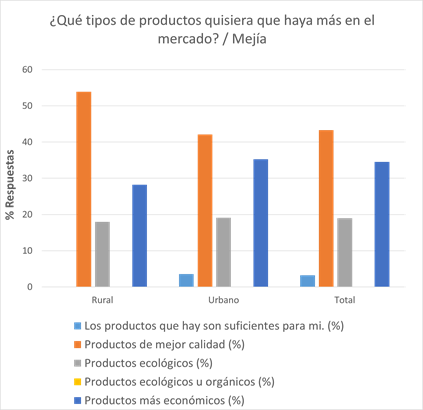 ¿Qué tipos de productos quisiera que haya más en el
mercado? / Mejía
% Respuestas
60
50
40
30
20
10
0
Rural
Urbano
Total
Los productos que hay son suficientes para mi. (%)
Productos de mejor calidad (%)
Productos ecológicos (%)
Productos ecológicos u orgánicos (%)
Productos más económicos (%)